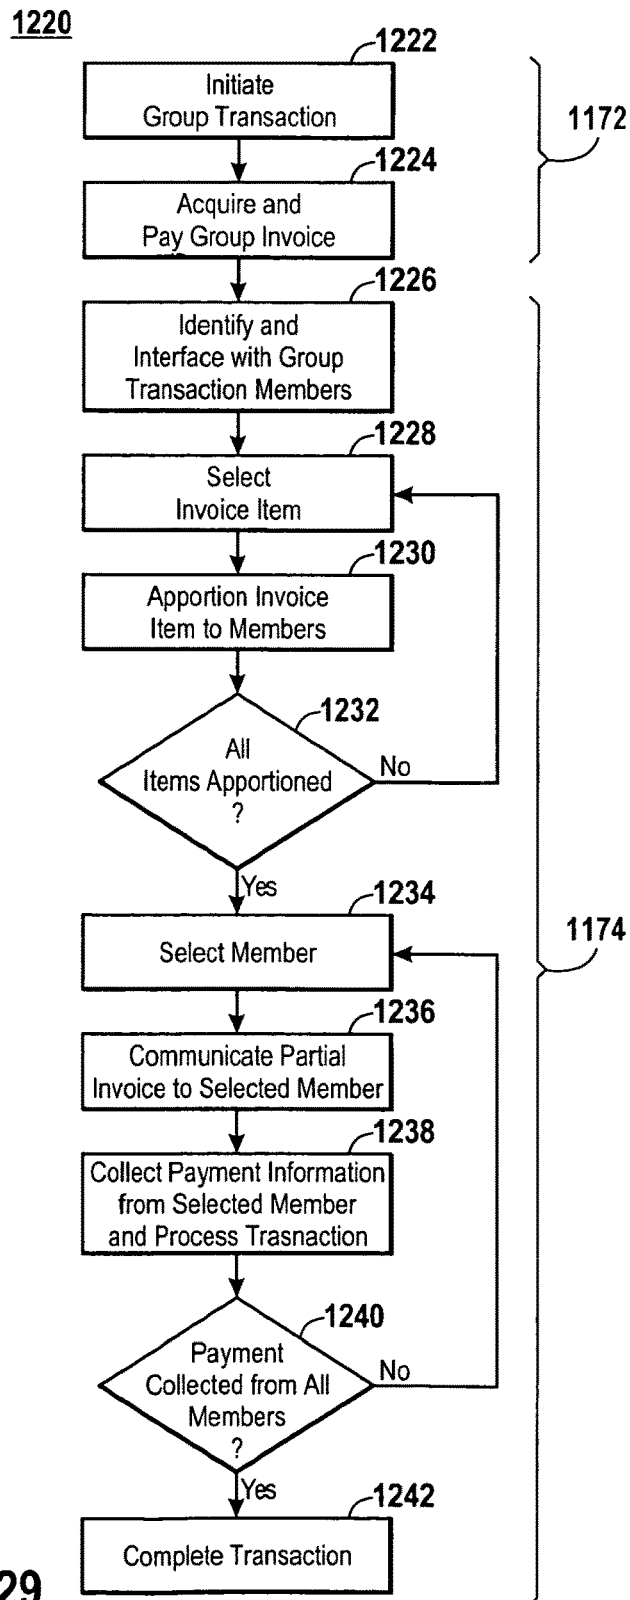 1220
1222
Initiate
Group Transaction
1172
1224
Acquire and
Pay Group Invoice
1226
Identify and
Interface with Group
Transaction Members
1228
Select
Invoice Item
1230
Apportion Invoice
Item to Members
1232
All
Items Apportioned
?
No
Yes
1234
Select Member
1174
1236
Communicate Partial
Invoice to Selected Member
1238
Collect Payment Information
from Selected Member
and Process Trasnaction
1240
Payment
Collected from All
Members
?
No
Yes
1242
Complete Transaction
29